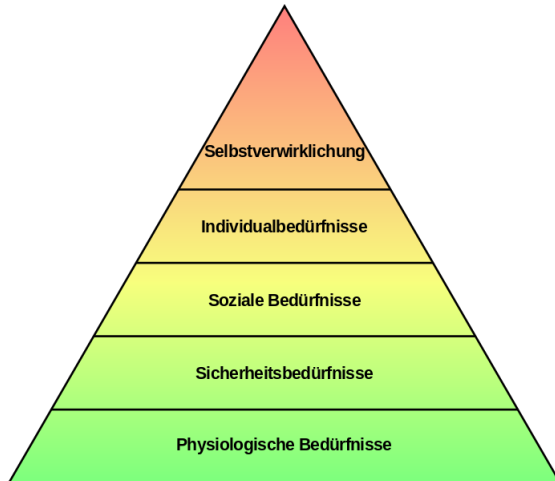 Selbstverwirklichung
Individualbedürfnisse
Soziale Bedürfnisse
Sicherheitsbedürfnisse
Physiologische Bedürfnisse